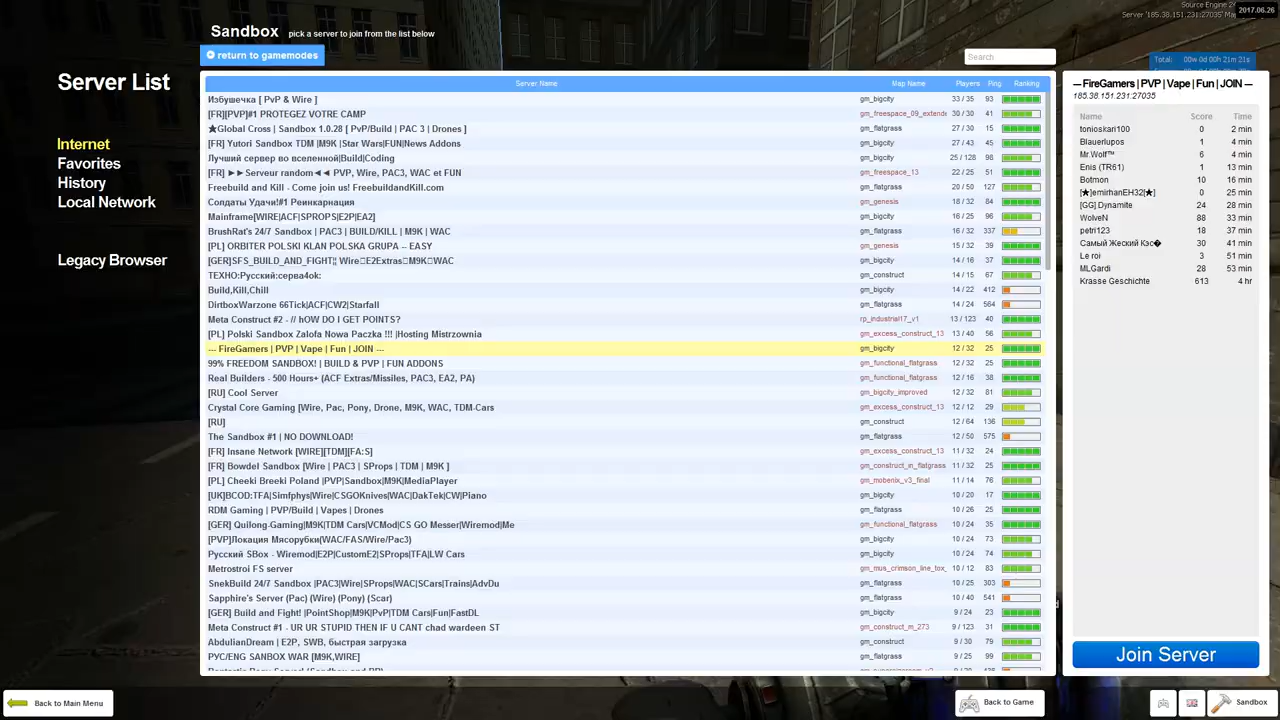 Source Engine 24
2017.06.26
Server '185.38.151.231:27035' Ma
Total: 00w 0d 00h 21m 21s
Sandbox pick a server to join from the list below
return to gamemodes
Search
Server List
Internet
Favorites
History
Local Network
Legacy Browser
Server Name Map Name Players Ping Ranking
Избушечка [ PvP & Wire ] gm_bigcity 33 / 35 93
[FR][PVP]#1 PROTEGEZ VOTRE CAMP gm_freespace_09_extende 30 / 30 41
★Global Cross | Sandbox 1.0.28 [ PvP/Build | PAC 3 | Drones ] gm_flatgrass 27 / 30 15
[FR] Yutori Sandbox TDM |M9K|Star Wars|FUN|News Addons gm_bigcity 27 / 43 45
Лучший сервер во вселенной|Build|Coding gm_bigcity 25 / 128 98
[FR] ►►Serveur random◄◄ PVP, Wire, PAC3, WAC et FUN gm_freespace_13 22 / 25 51
Freebuild and Kill - Come join us! FreebuildandKill.com gm_flatgrass 20 / 50 127
Солдаты Удачи!#1 Реинкарнация gm_genesis 18 / 32 84
Mainframe[WIRE|ACF|SPROPS|E2P|EA2] gm_bigcity 16 / 25 96
BrushRat's 24/7 Sandbox | PAC3 | BUILD/KILL | M9K | WAC gm_flatgrass 16 / 20 337
[PL] ORBITER POLSKI KLAN POLSKA GRUPA -- EASY gm_genesis 15 / 32 39
[GER]SFS_BUILD_AND_FIGHT¦ Wire▯E2Extras▯M9K▯WAC gm_bigcity 14 / 16 37
ТЕХНО:Русский:серва4ok: gm_construct 14 / 15 67
Build,Kill,Chill gm_bigcity 14 / 22 412
DirtboxWarzone 66Tick|ACF|CW2|Starfall gm_flatgrass 14 / 24 564
Meta Construct #2 - // hOW DO I GET POINTS? rp_industrial17_v1 13 / 123 40
[PL] Polski Sandbox Zalofa Nowa Paczka !!! |Hosting Mistrzownia gm_excess_construct_13 13 / 40 56
--- FireGamers | PVP | Vape | Fun | JOIN --- gm_bigcity 12 / 32 25
99% FREEDOM SANDBOX! | BUILD & PVP | FUN ADDONS gm_functional_flatgrass 12 / 32 25
Real Builders - 500 Hours+ (ACF Extras/Missiles, PAC3, EA2, PA) gm_functional_flatgrass 12 / 16 38
[RU] Cool Server gm_bigcity_improved 12 / 32 81
Crystal Core Gaming [Wire, Pac, Pony, Drone, M9K, WAC, TDM-Cars gm_excess_construct_13 12 / 12 29
[RU] gm_construct 12 / 64 136
The Sandbox #1 | NO DOWNLOAD! gm_flatgrass 12 / 50 575
[FR] Insane Network [WIRE][TDM][FA:S] gm_excess_construct_13 11 / 32 24
[FR] Bowdel Sandbox [Wire | PAC3 | SProps | TDM | M9K ] gm_construct_in_flatgrass 11 / 32 25
[PL] Cheeki Breeki Poland |PVP|Sandbox|M9K|MediaPlayer gm_mobenix_v3_final 11 / 14 76
[UK]BCOD:TFA|Simfphys|Wire|CSGOKnives|WAC|DakTek|CW|Piano gm_bigcity 10 / 20 17
RDM Gaming | PVP/Build | Vapes | Drones gm_flatgrass 10 / 26 25
[GER] Quilong-Gaming|M9K|TDM Cars|VCMod|CS GO Messer|Wiremod|Me gm_functional_flatgrass 10 / 24 35
[PVP]Локация Мясорубки(WAC/FAS/Wire/Pac3) gm_bigcity 10 / 24 73
Русский SBox - Wiremod|E2P|CustomE2|SProps|TFA|LW Cars gm_bigcity 10 / 24 74
Metrostroi FS server gm_mus_crimson_line_tox_ 10 / 12 83
SnekBuild 24/7 Sandbox |PAC3|Wire|SProps|WAC|SCars|Trains|AdvDu gm_flatgrass 10 / 25 303
Sapphire's Server (Pac) (Wire) (Pony) (Scar) gm_flatgrass 10 / 40 541
[GER] Build and Fight! |PointShop|M9K|PvP|TDM Cars|Fun|FastDL gm_bigcity 9 / 24 23
Meta Construct #1 - UR UR STUPID THEN IF U CANT chad wardeen ST gm_construct_m_273 9 / 123 31
AbdulianDream | E2P, SWB, быстрая загрузка gm_construct 9 / 30 79
РУС/ENG SANDBOX WAR [M9K,WIRE] gm_flatgrass 9 / 25 99
--- FireGamers | PVP | Vape | Fun | JOIN ---
185.38.151.231:27035
Name Score Time
tonioskari100 0 2 min
Blauerlupos 1 4 min
Mr.Wolf™ 6 4 min
Enis (TR61) 1 13 min
Botmon 10 16 min
[★]emirhanEH32[★] 0 25 min
[GG] Dynamite 24 28 min
WolveN 88 33 min
petri123 18 37 min
Самый Жеский Кэс� 30 41 min
Le roi 3 51 min
MLGardi 28 53 min
Krasse Geschichte 613 4 hr
Join Server
Back to Main Menu
Back to Game
Sandbox